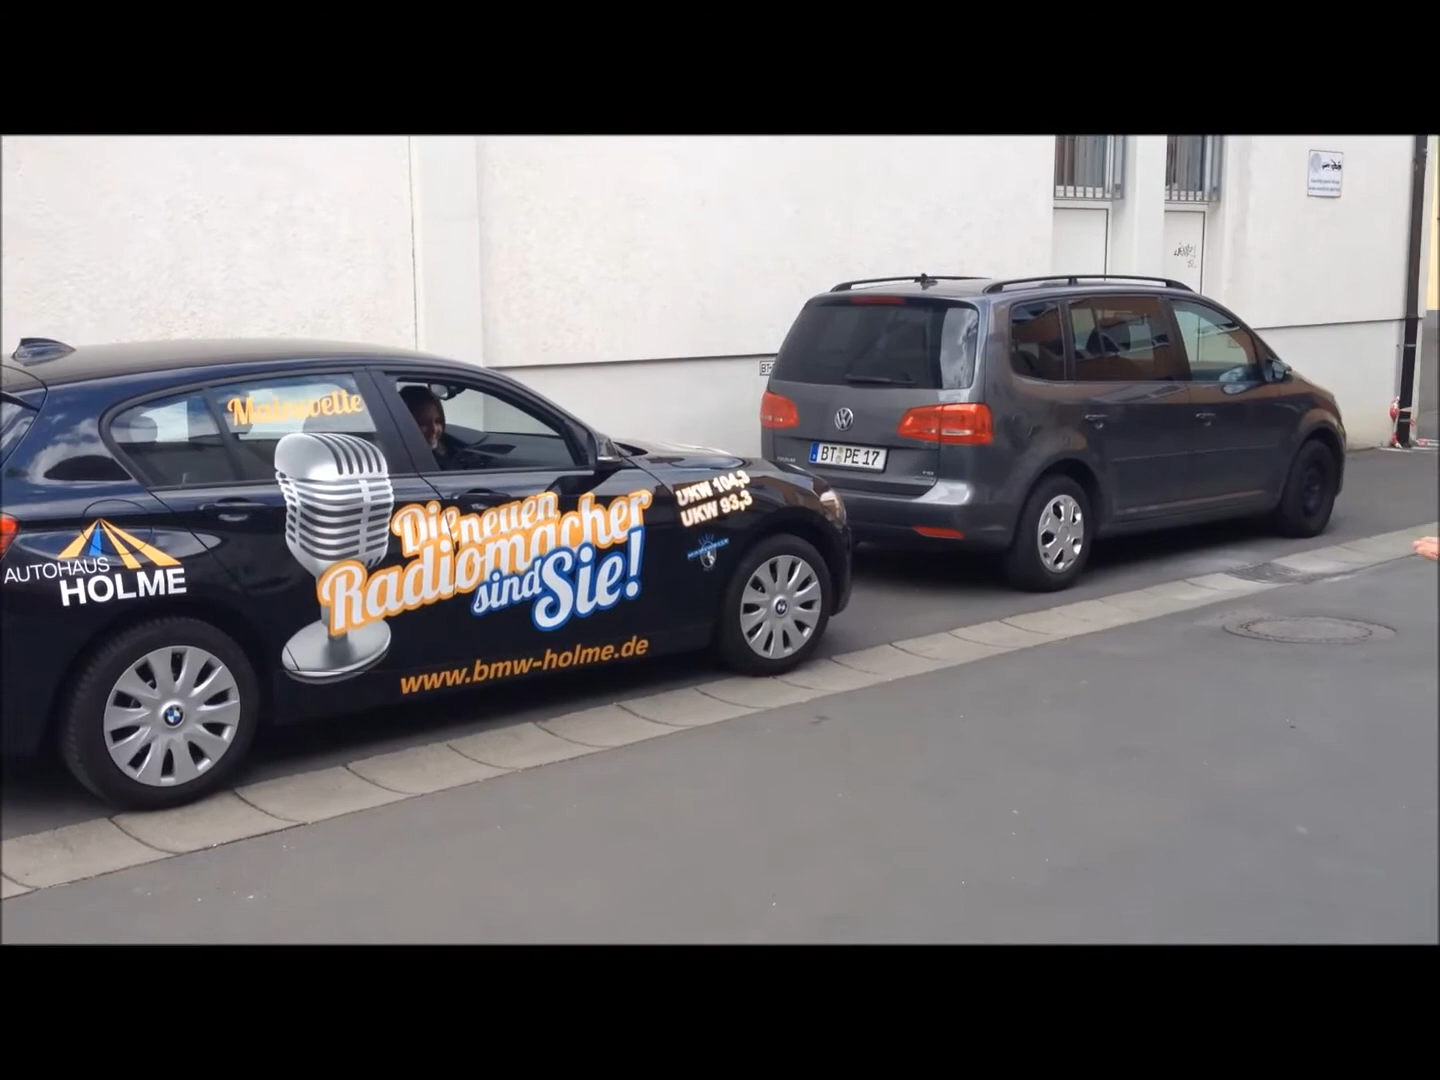 Mainwelle
Die neuen
Radiomacher
sind Sie!
UKW 104,3
UKW 93,3
AUTOHAUS
HOLME
www.bmw-holme.de
BT PE 17